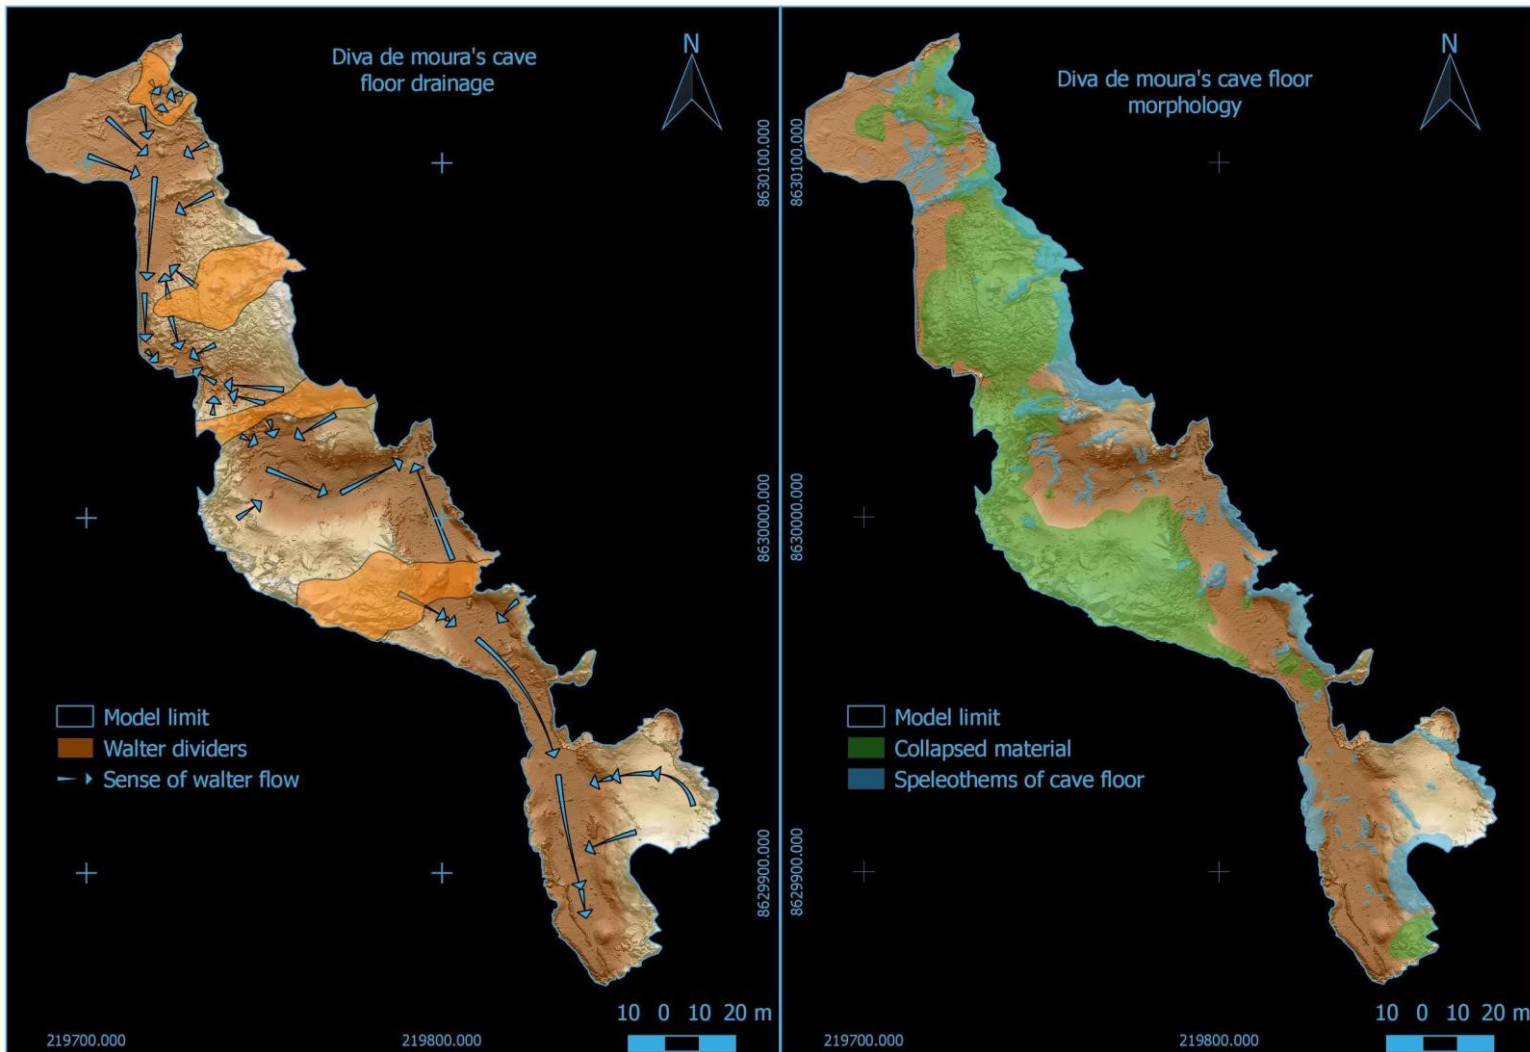 Diva de moura's cave
floor drainage
N
8630100.000
8630000.000
8629900.000
Model limit
Walter dividers
Sense of walter flow
10 0 10 20 m
219700.000
219800.000
Diva de moura's cave floor
morphology
N
8630100.000
8630000.000
8629900.000
Model limit
Collapsed material
Speleothems of cave floor
10 0 10 20 m
219700.000
219800.000